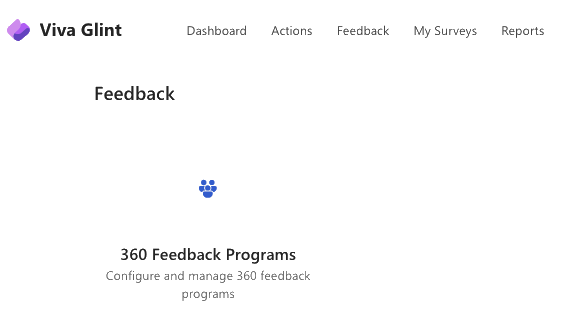 Viva Glint
Dashboard Actions Feedback My Surveys Reports
Feedback
360 Feedback Programs
Configure and manage 360 feedback
programs